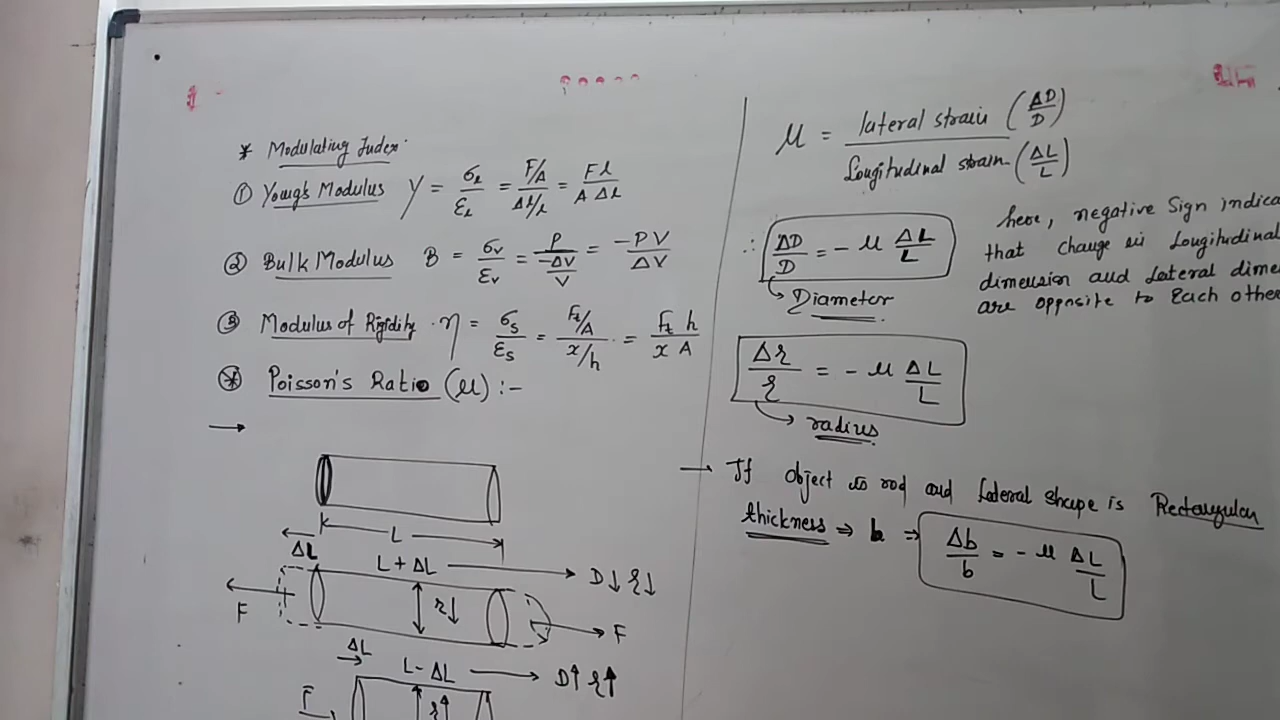 * Modulating Index.
① Young's Modulus Y = σₗ/εₗ = (F/A)/(Δl/l) = Fl/(A Δl)
② Bulk Modulus B = σᵥ/εᵥ = P/(-ΔV/V) = -PV/ΔV
③ Modulus of Rigidity. η = σₛ/εₛ = (Fₜ/A)/(x/h) = Fₜ h/(x A)
⊛ Poisson's Ratio (μ) :-
→
L
ΔL
L + ΔL → D↓ r↓
F
r↓
F
ΔL
L - ΔL → D↑ r↑
F
r↑
μ = lateral strain (ΔD/D) / Longitudinal strain (ΔL/L)
∴ ΔD/D = - μ ΔL/L
Diameter
here, negative Sign indica
that change in Longitudinal
dimension and Lateral dime
are opposite to Each othe
Δr/r = - μ ΔL/L
radius
→ If object is rod and Lateral shape is Rectangular
thickness ⇒ b ⇒ Δb/b = - μ ΔL/L